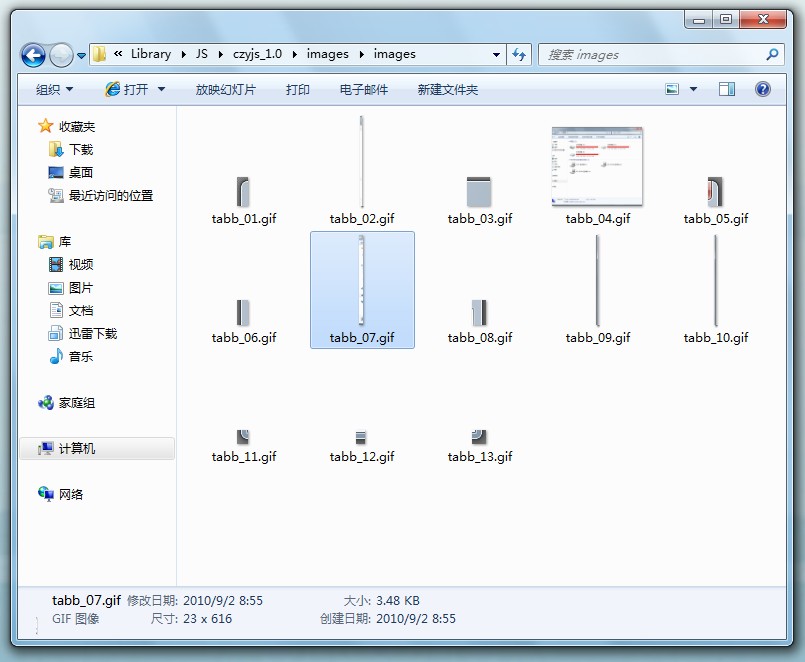 « Library ▸ JS ▸ czyjs_1.0 ▸ images ▸ images
搜索 images
组织 打开 放映幻灯片 打印 电子邮件 新建文件夹
收藏夹
下载
桌面
最近访问的位置
库
视频
图片
文档
迅雷下载
音乐
家庭组
计算机
网络
tabb_01.gif tabb_02.gif tabb_03.gif tabb_04.gif tabb_05.gif
tabb_06.gif tabb_07.gif tabb_08.gif tabb_09.gif tabb_10.gif
tabb_11.gif tabb_12.gif tabb_13.gif
tabb_07.gif 修改日期: 2010/9/2 8:55 大小: 3.48 KB
GIF 图像 尺寸: 23 x 616 创建日期: 2010/9/2 8:55